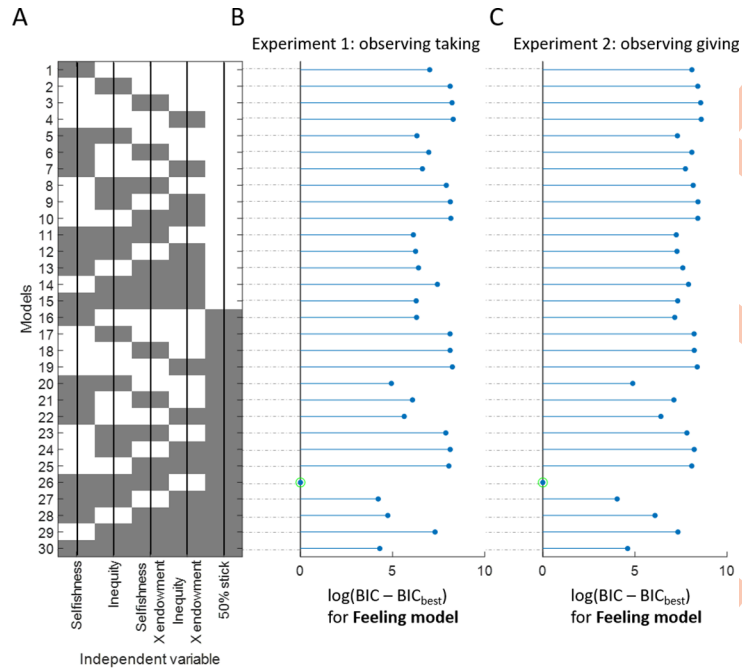 A
B
C
Experiment 1: observing taking
Experiment 2: observing giving
1
2
3
4
5
6
7
8
9
10
11
12
13
14
15
16
17
18
19
20
21
22
23
24
25
26
27
28
29
30
Models
Selfishness
Inequity
Selfishness
X endowment
Inequity
X endowment
50% stick
Independent variable
0
5
10
log(BIC − BICbest)
for Feeling model
0
5
10
log(BIC − BICbest)
for Feeling model